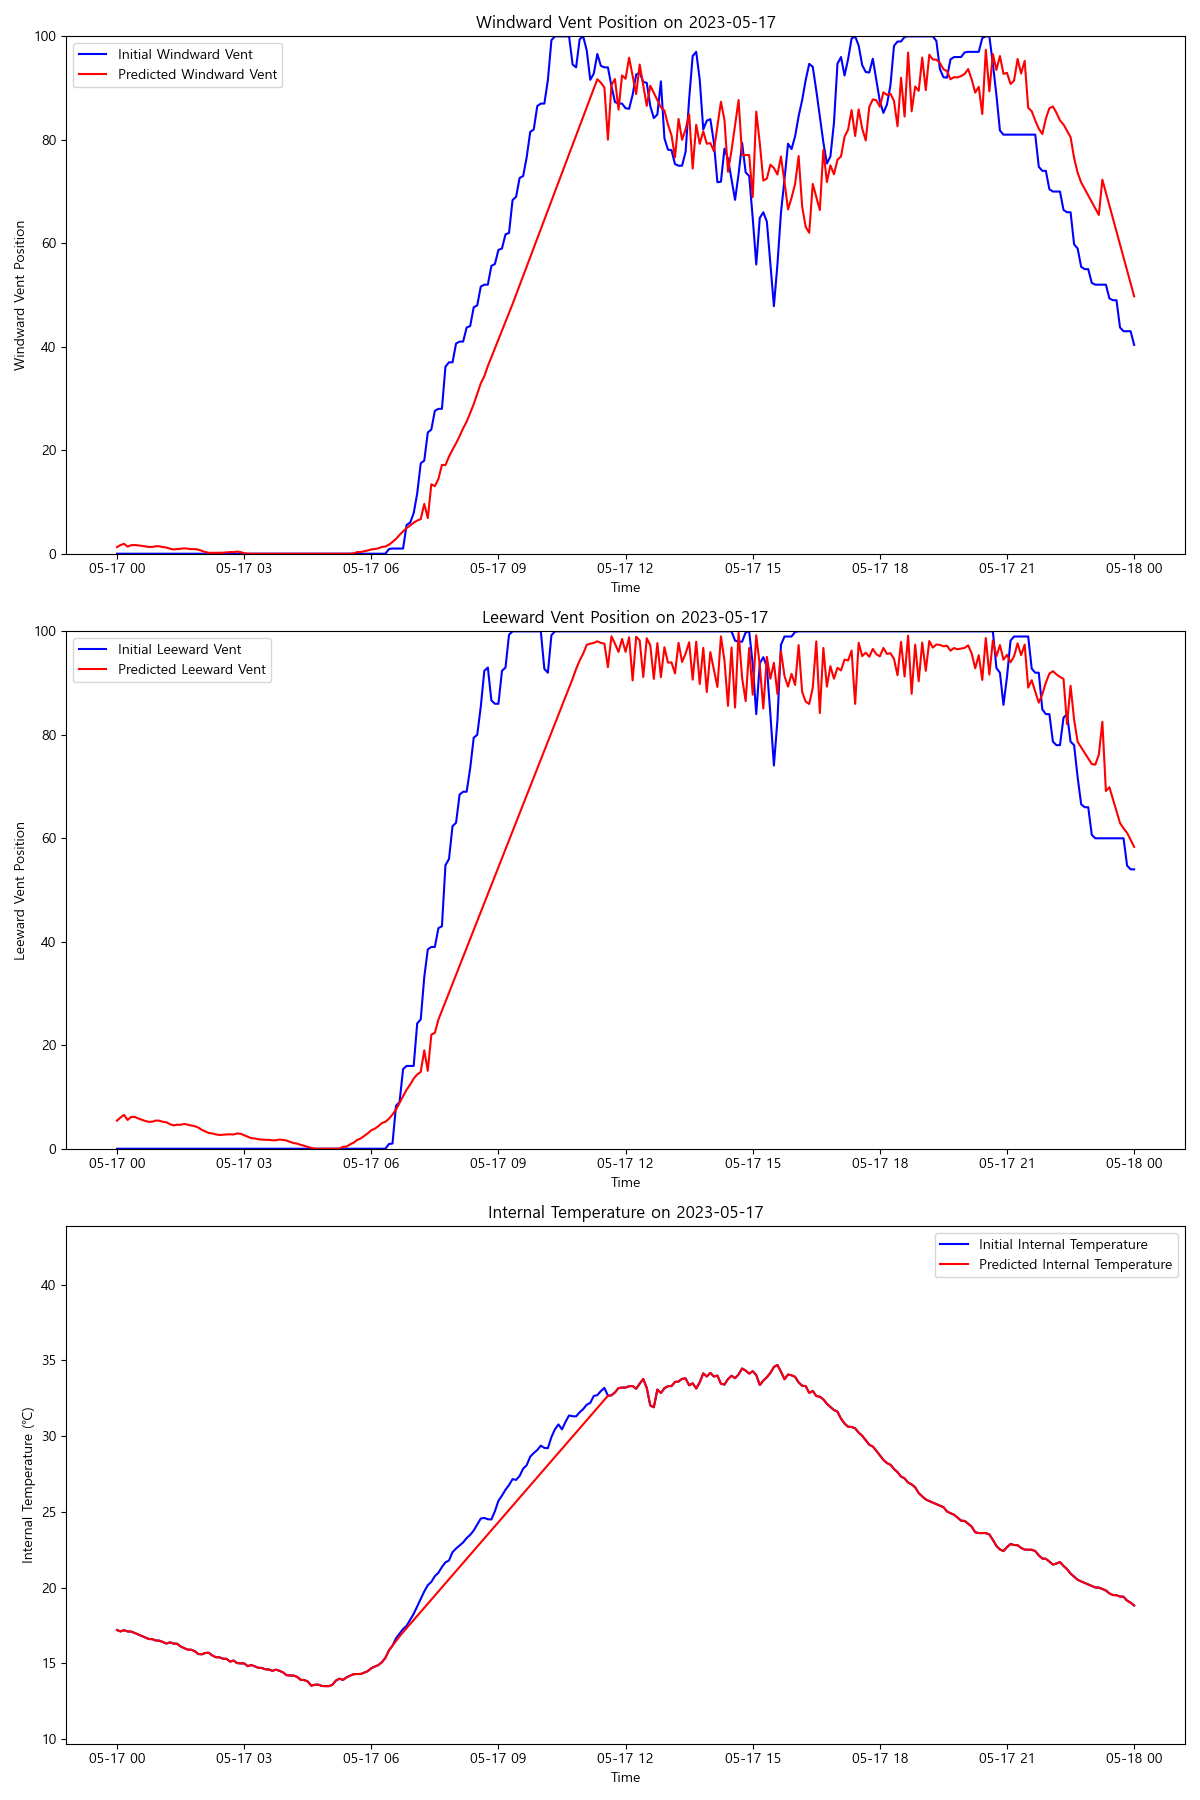 Windward Vent Position on 2023-05-17
Initial Windward Vent
Predicted Windward Vent
Windward Vent Position
100
80
60
40
20
0
05-17 00 05-17 03 05-17 06 05-17 09 05-17 12 05-17 15 05-17 18 05-17 21 05-18 00
Time
Leeward Vent Position on 2023-05-17
Initial Leeward Vent
Predicted Leeward Vent
Leeward Vent Position
100
80
60
40
20
0
05-17 00 05-17 03 05-17 06 05-17 09 05-17 12 05-17 15 05-17 18 05-17 21 05-18 00
Time
Internal Temperature on 2023-05-17
Initial Internal Temperature
Predicted Internal Temperature
Internal Temperature (℃)
40
35
30
25
20
15
10
05-17 00 05-17 03 05-17 06 05-17 09 05-17 12 05-17 15 05-17 18 05-17 21 05-18 00
Time